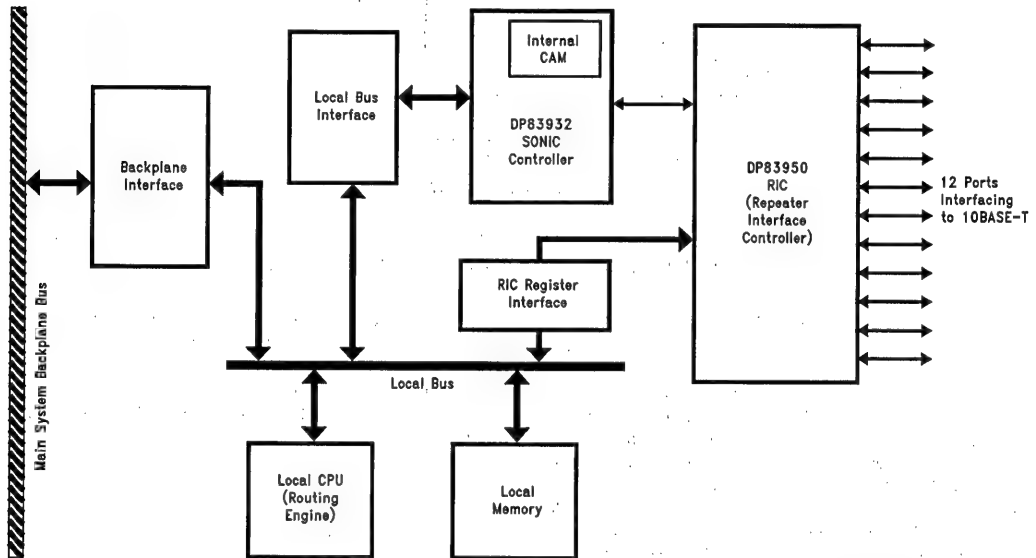 Internal
CAM
DP83932
SONIC
Controller
Local Bus
Interface
Backplane
Interface
DP83950
RIC
(Repeater
Interface
Controller)
12 Ports
Interfacing
to 10BASE-T
RIC Register
Interface
Main System Backplane Bus
Local Bus
Local CPU
(Routing
Engine)
Local
Memory